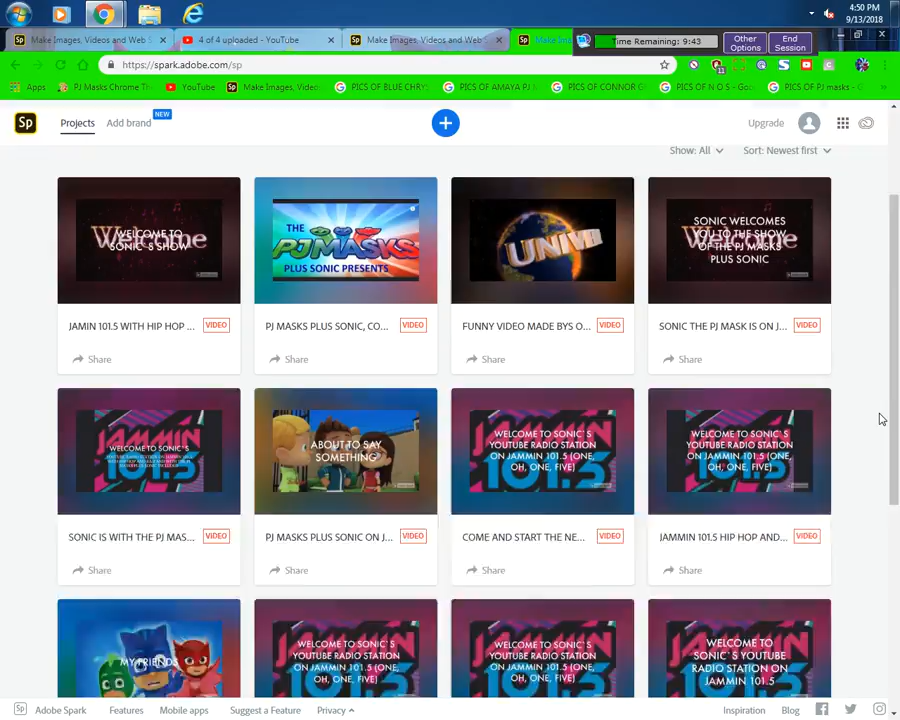 4:50 PM
9/13/2018
Make Images, Videos and Web S
4 of 4 uploaded - YouTube
Make Images, Videos and Web
Make Im
Time Remaining: 9:43
Other Options
End Session
https://spark.adobe.com/sp
Apps
PJ Masks Chrome The
YouTube
Make Images, Video
PICS OF BLUE CHRY
PICS OF AMAYA PJ
PICS OF CONNOR G
PICS OF N O S - Goo
PICS OF PJ masks - G
Sp
Projects
Add brand
NEW
Upgrade
Show: All
Sort: Newest first
WELCOME TO
SONIC`S SHOW
THE
PJMASKS
PLUS SONIC PRESENTS
UNIVER
SONIC WELCOMES
YOU TO THE SHOW
OF THE PJ MASKS
PLUS SONIC
JAMIN 101.5 WITH HIP HOP ...
VIDEO
PJ MASKS PLUS SONIC, CO...
VIDEO
FUNNY VIDEO MADE BYS O...
VIDEO
SONIC THE PJ MASK IS ON J...
VIDEO
Share
Share
Share
Share
JAMMIN
WELCOME TO SONIC`S
101.5
ABOUT TO SAY
SOMETHING
WELCOME TO SONIC`S
YOUTUBE RADIO STATION
ON JAMMIN 101.5 (ONE,
OH, ONE, FIVE)
WELCOME TO SONIC`S
YOUTUBE RADIO STATION
ON JAMMIN 101.5 (ONE,
OH, ONE, FIVE)
SONIC IS WITH THE PJ MAS...
VIDEO
PJ MASKS PLUS SONIC ON J...
VIDEO
COME AND START THE NE...
VIDEO
JAMMIN 101.5 HIP HOP AND...
VIDEO
Share
Share
Share
Share
MY FRIENDS
WELCOME TO SONIC`S
YOUTUBE RADIO STATION
ON JAMMIN 101.5 (ONE,
OH, ONE, FIVE)
WELCOME TO SONIC`S
YOUTUBE RADIO STATION
ON JAMMIN 101.5 (ONE,
OH, ONE, FIVE)
WELCOME TO
SONIC`S YOUTUBE
RADIO STATION ON
JAMMIN 101.5
Adobe Spark
Features
Mobile apps
Suggest a Feature
Privacy
Inspiration
Blog